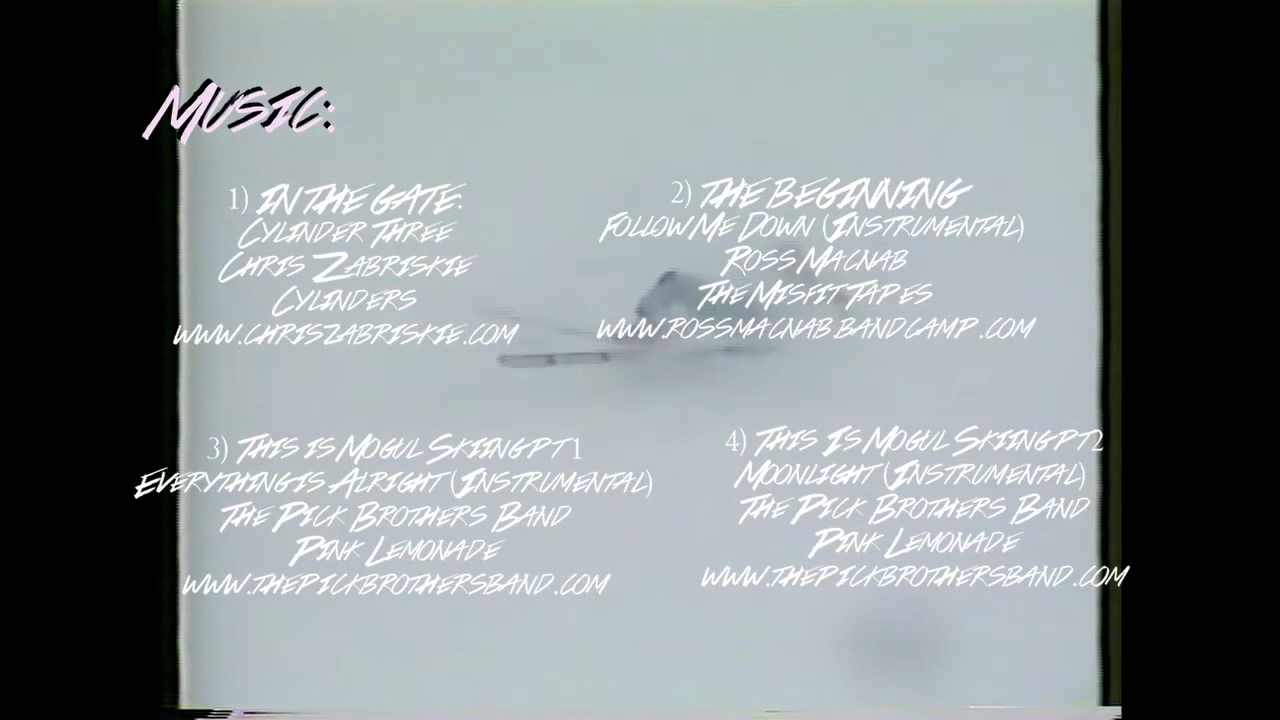 Music:
1) In the Gate:
Cylinder Three
Chris Zabriskie
Cylinders
www.chriszabriskie.com
2) The Beginning
Follow Me Down (Instrumental)
Ross Macnab
The Misfit Tapes
www.rossmacnab.bandcamp.com
3) This is Mogul Skiing pt 1
Everything is Alright (Instrumental)
The Pick Brothers Band
Pink Lemonade
www.thepickbrothersband.com
4) This Is Mogul Skiing pt 2
Moonlight (Instrumental)
The Pick Brothers Band
Pink Lemonade
www.thepickbrothersband.com